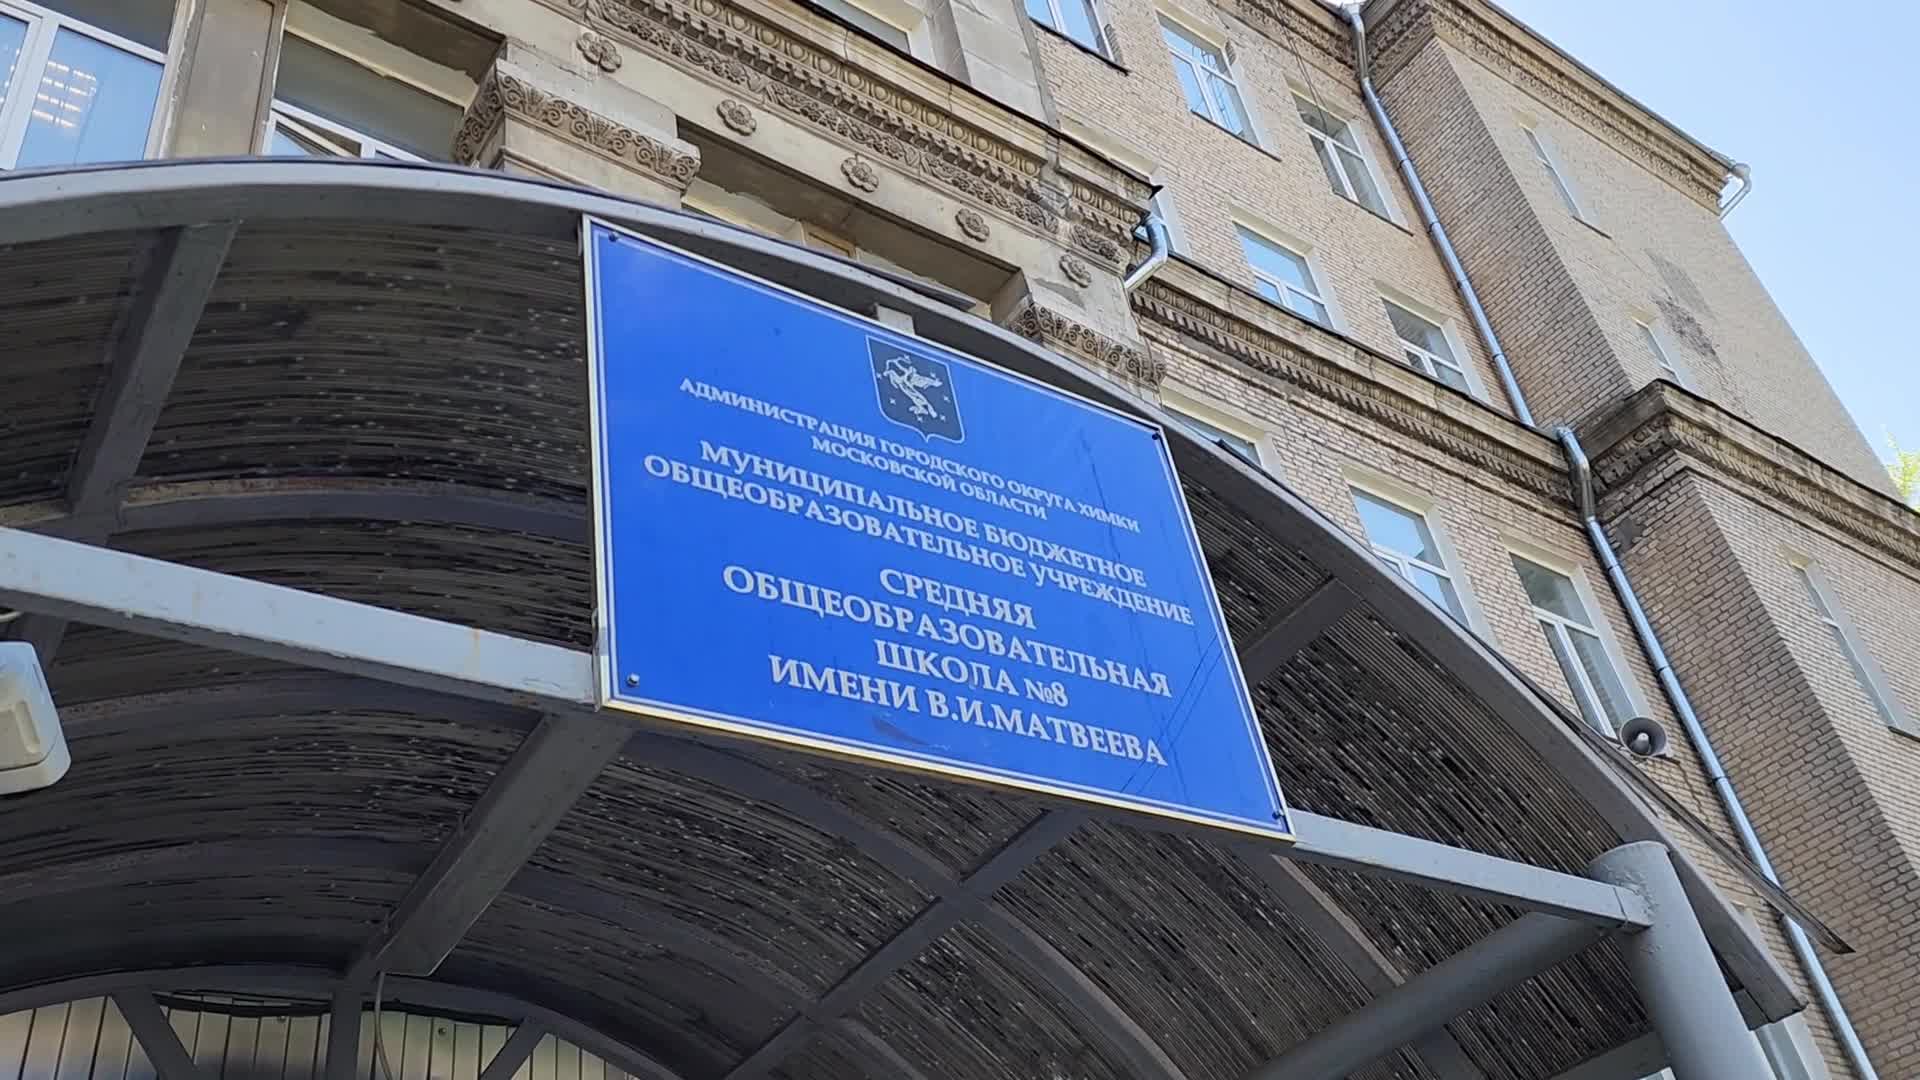 АДМИНИСТРАЦИЯ ГОРОДСКОГО ОКРУГА ХИМКИ
МОСКОВСКОЙ ОБЛАСТИ
МУНИЦИПАЛЬНОЕ БЮДЖЕТНОЕ
ОБЩЕОБРАЗОВАТЕЛЬНОЕ УЧРЕЖДЕНИЕ
СРЕДНЯЯ
ОБЩЕОБРАЗОВАТЕЛЬНАЯ
ШКОЛА №8
ИМЕНИ В.И.МАТВЕЕВА